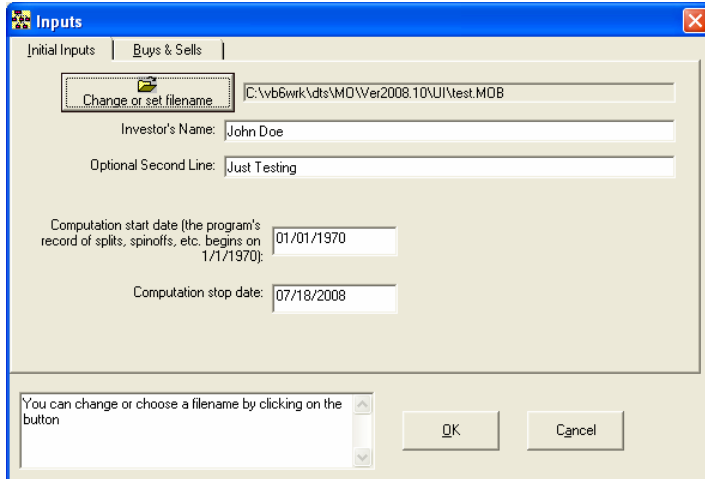 Inputs
Initial Inputs
Buys & Sells
Change or set filename
C:\vb6wrk\dts\MO\Ver2008.10\UI\test.MOB
Investor's Name:
John Doe
Optional Second Line:
Just Testing
Computation start date (the program's
record of splits, spinoffs, etc. begins on
1/1/1970):
01/01/1970
Computation stop date:
07/18/2008
You can change or choose a filename by clicking on the
button
OK
Cancel